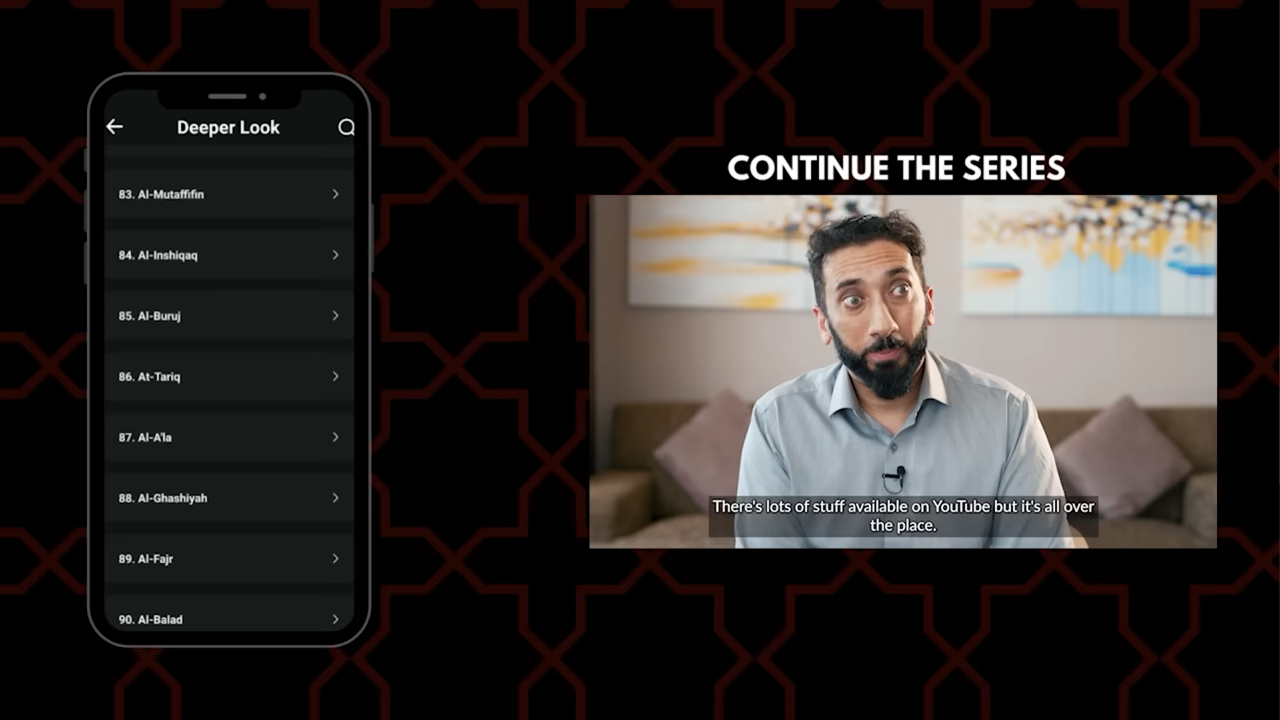 Deeper Look
83. Al-Mutaffifin
84. Al-Inshiqaq
85. Al-Buruj
86. At-Tariq
87. Al-A'la
88. Al-Ghashiyah
89. Al-Fajr
90. Al-Balad
CONTINUE THE SERIES
There's lots of stuff available on YouTube but it's all over
the place.